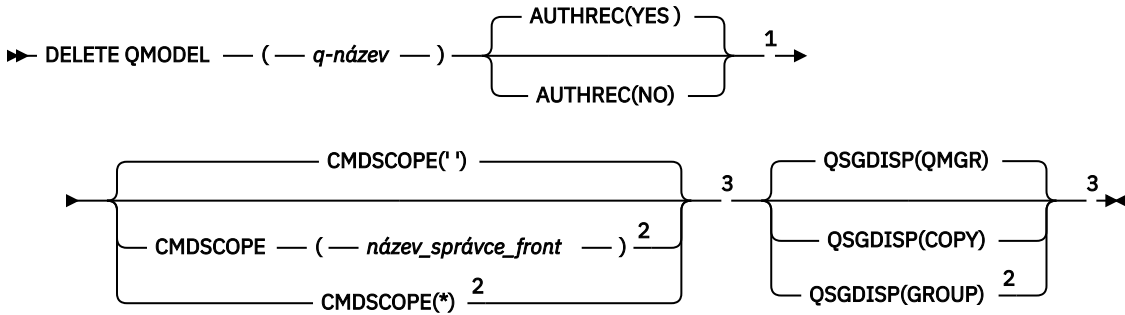 AUTHREC(YES )
DELETE QMODEL ( q-název ) 1
AUTHREC(NO)
CMDSCOPE(' ') QSGDISP(QMGR)
3 3
CMDSCOPE ( název_správce_front ) 2 QSGDISP(COPY)
CMDSCOPE(*) 2 QSGDISP(GROUP) 2